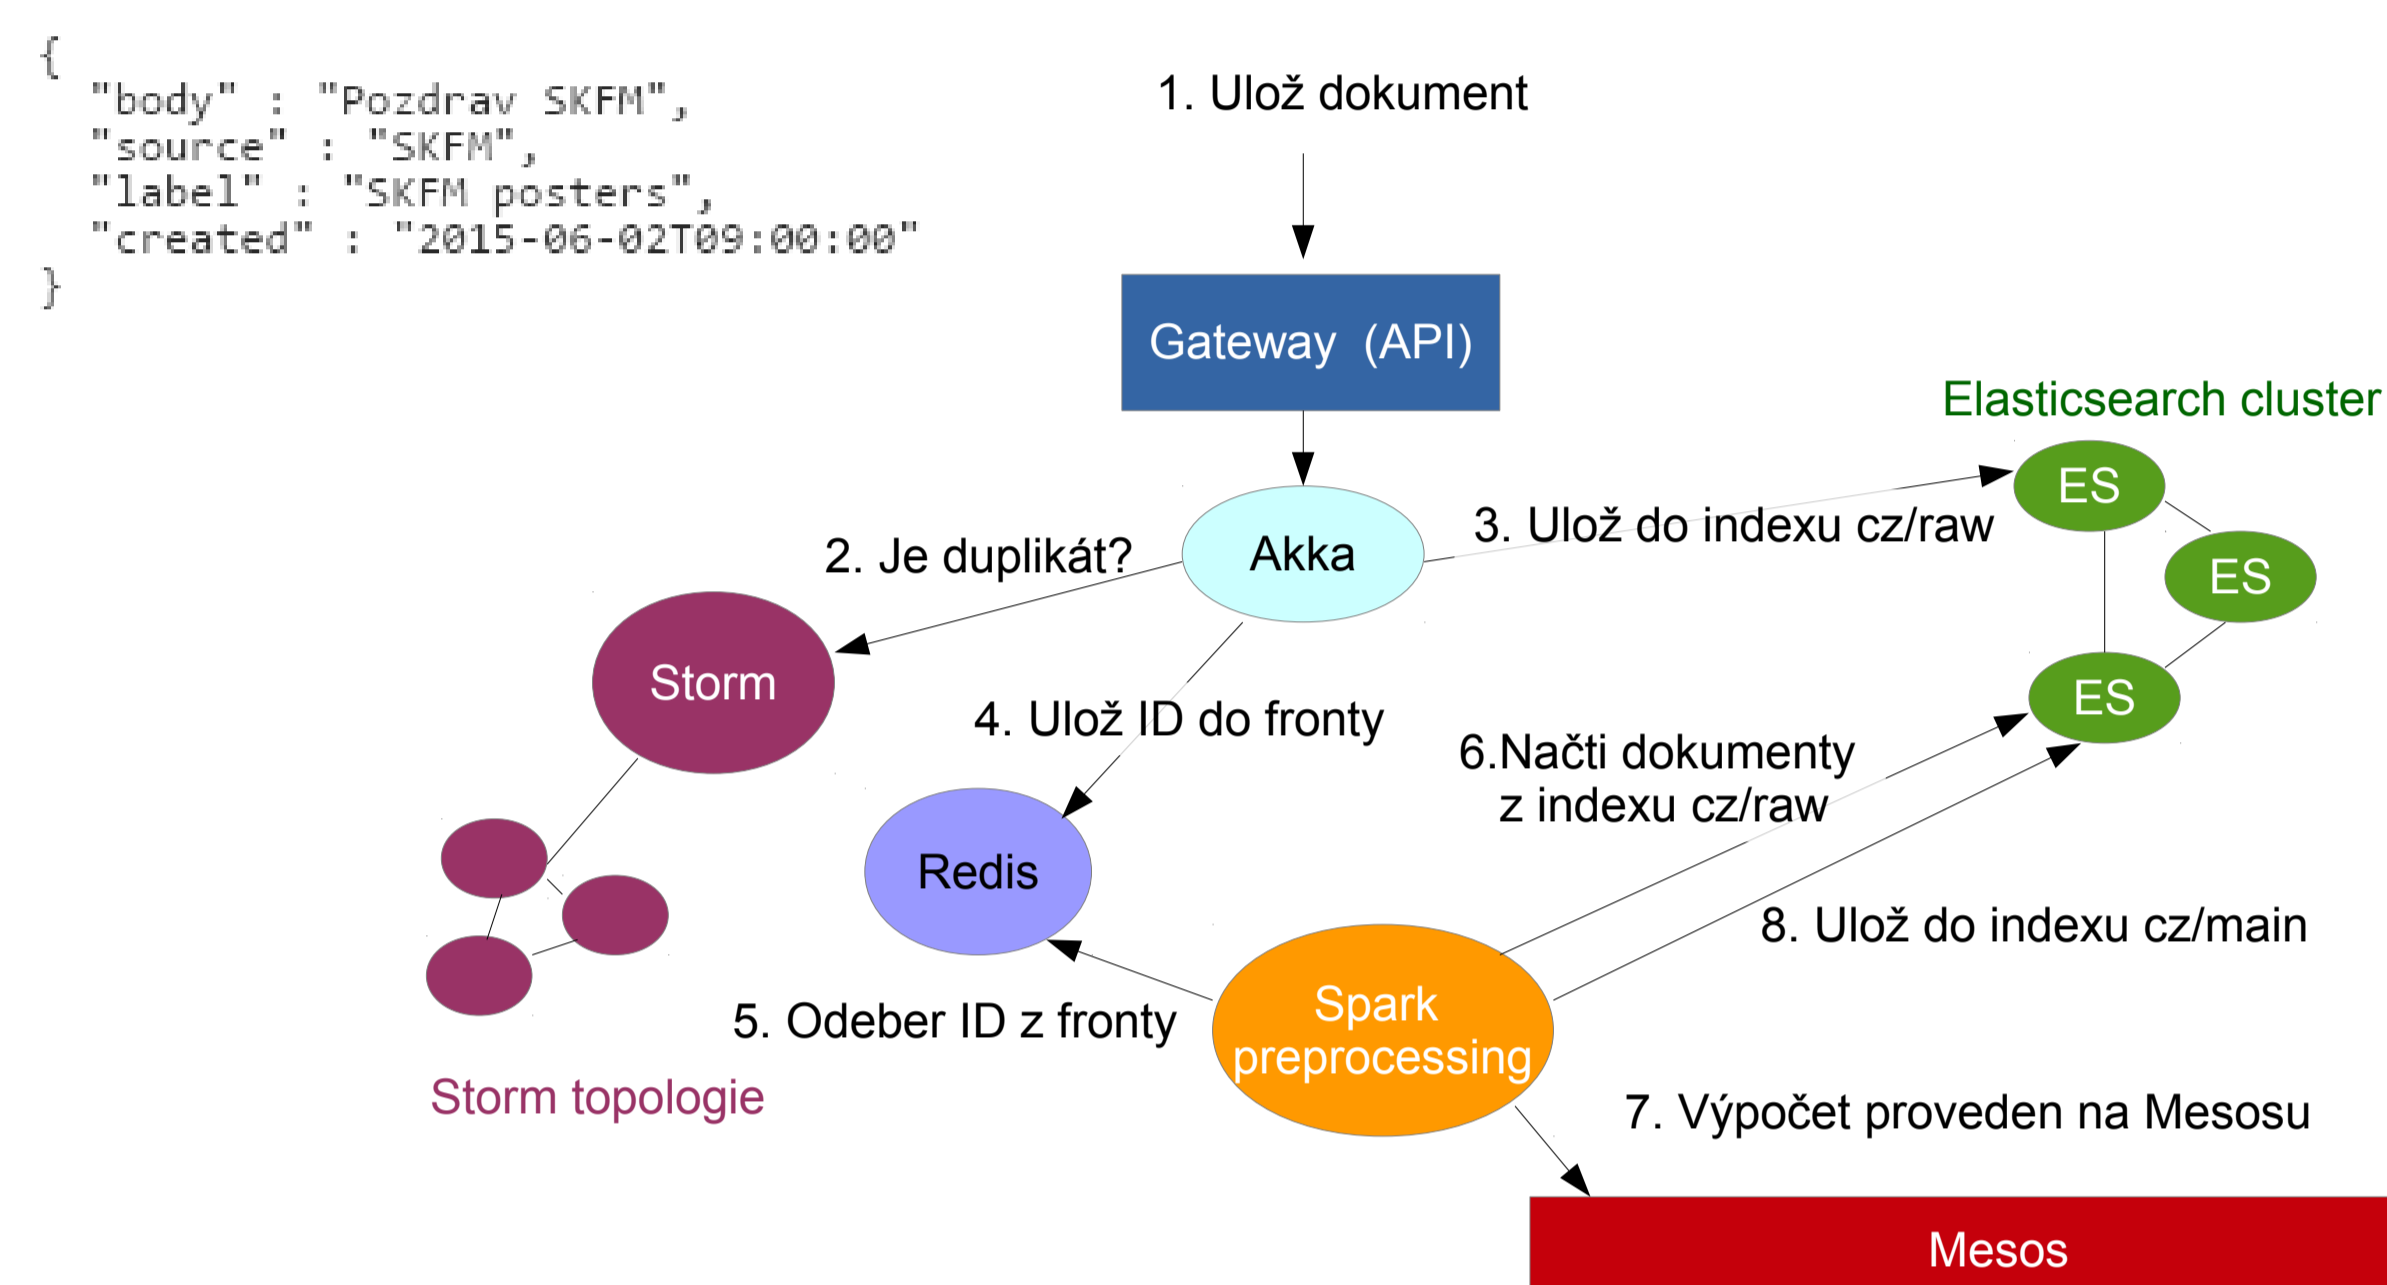 {
"body" : "Pozdrav SKFM",
"source" : "SKFM",
"label" : "SKFM posters",
"created" : "2015-06-02T09:00:00"
}
1. Ulož dokument
Gateway (API)
Elasticsearch cluster
ES
3. Ulož do indexu cz/raw
Akka
2. Je duplikát?
ES
Storm
ES
4. Ulož ID do fronty
6.Načti dokumenty
z indexu cz/raw
Redis
8. Ulož do indexu cz/main
5. Odeber ID z fronty
Spark
preprocessing
Storm topologie
7. Výpočet proveden na Mesosu
Mesos